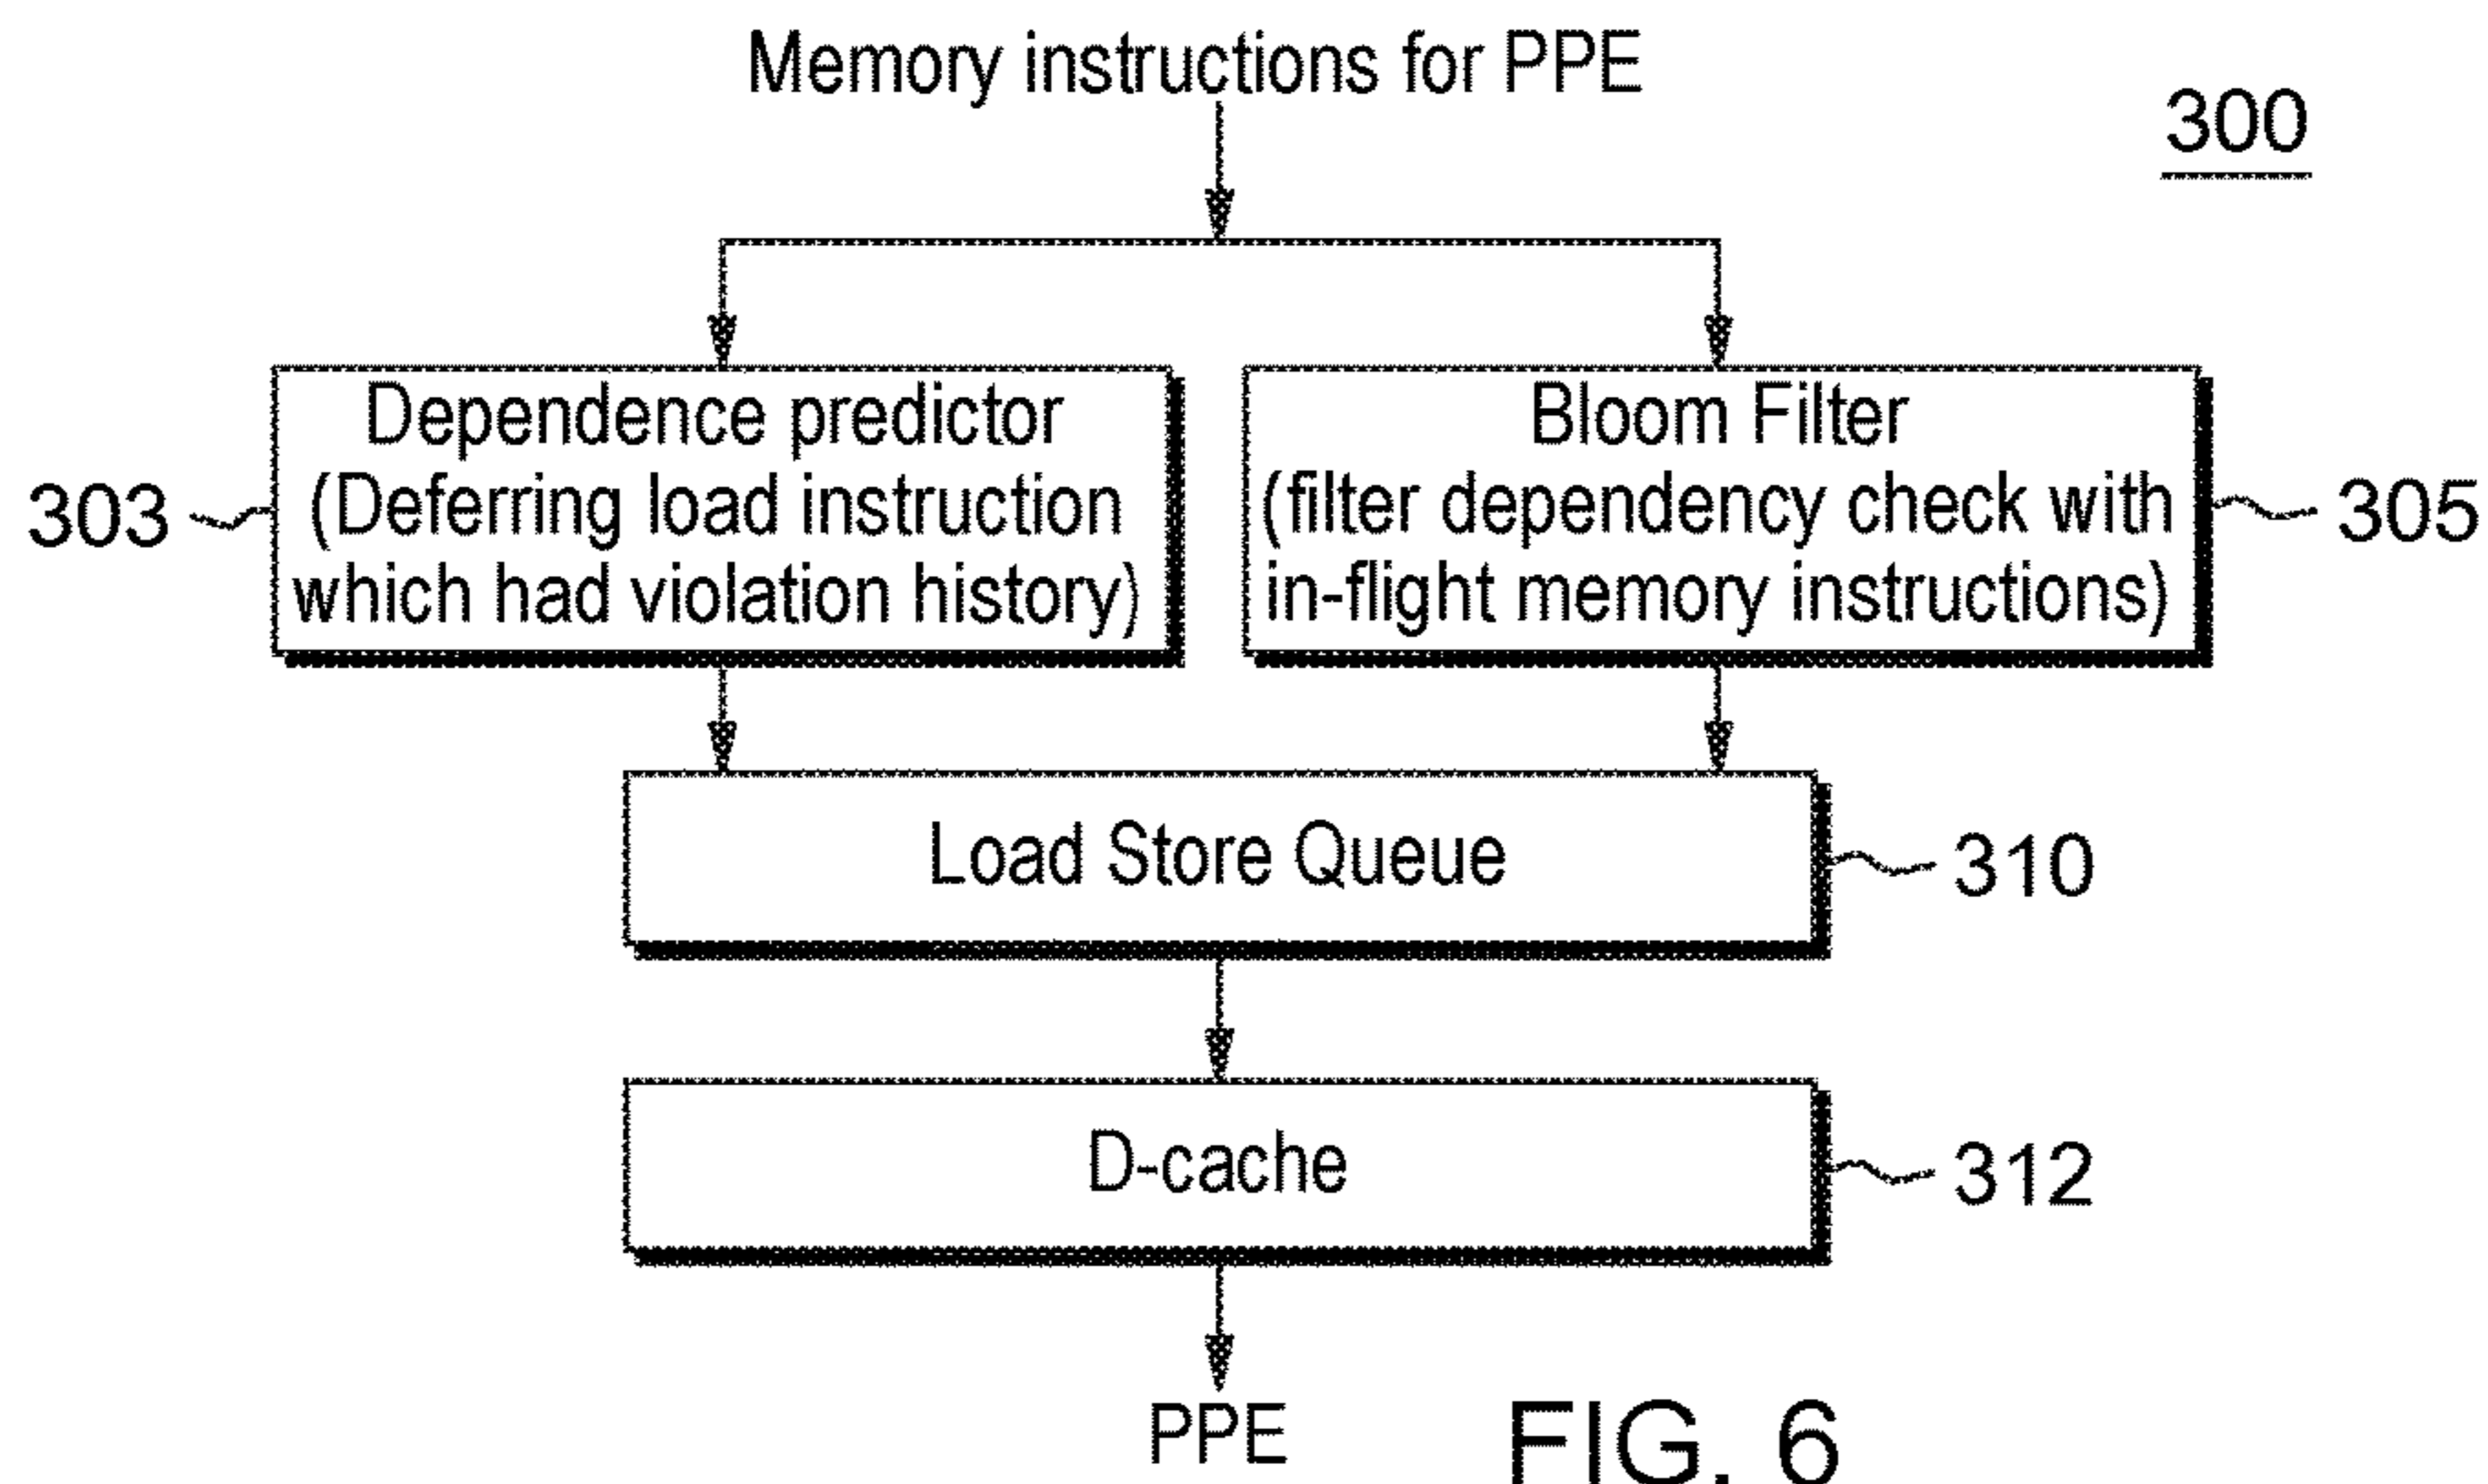 Memory instructions for PPE
300
Dependence predictor
(Deferring load instruction
which had violation history)
303
Bloom Filter
(filter dependency check with
in-flight memory instructions)
305
Load Store Queue
310
D-cache
312
PPE
FIG. 6